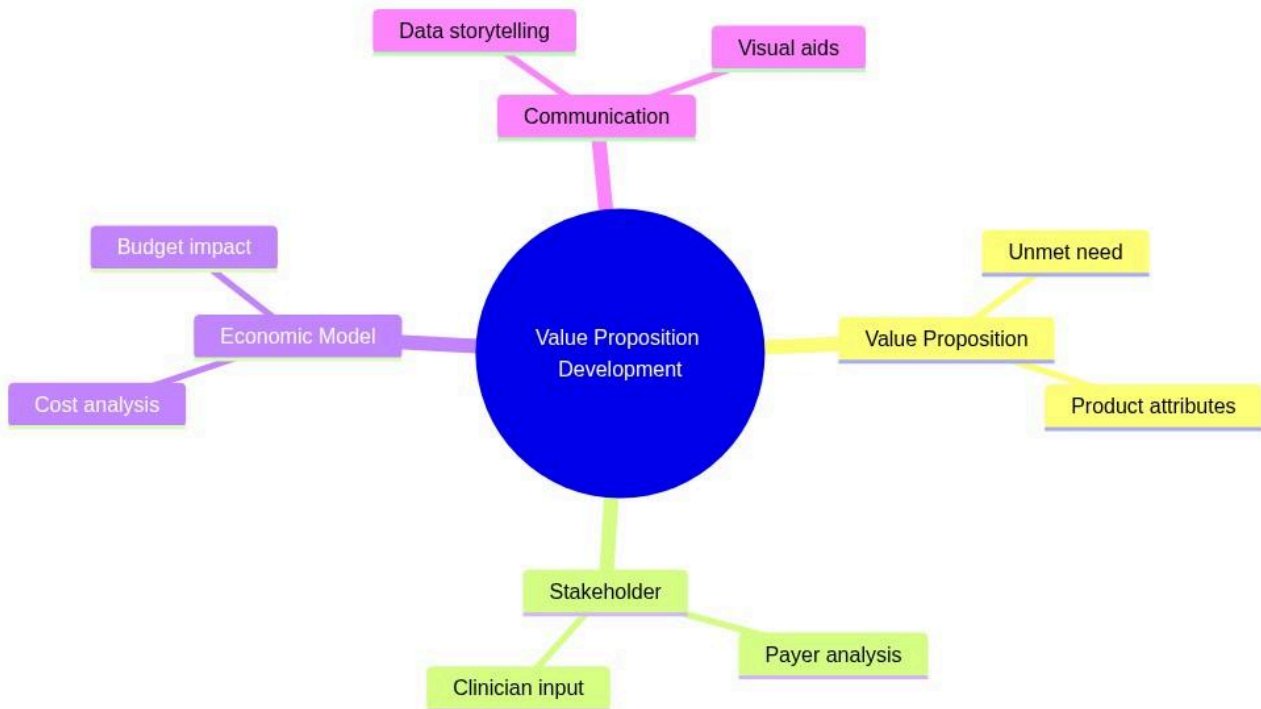 Data storytelling
Visual aids
Communication
Budget impact
Unmet need
Economic Model
Value Proposition
Development
Value Proposition
Cost analysis
Product attributes
Stakeholder
Payer analysis
Clinician input